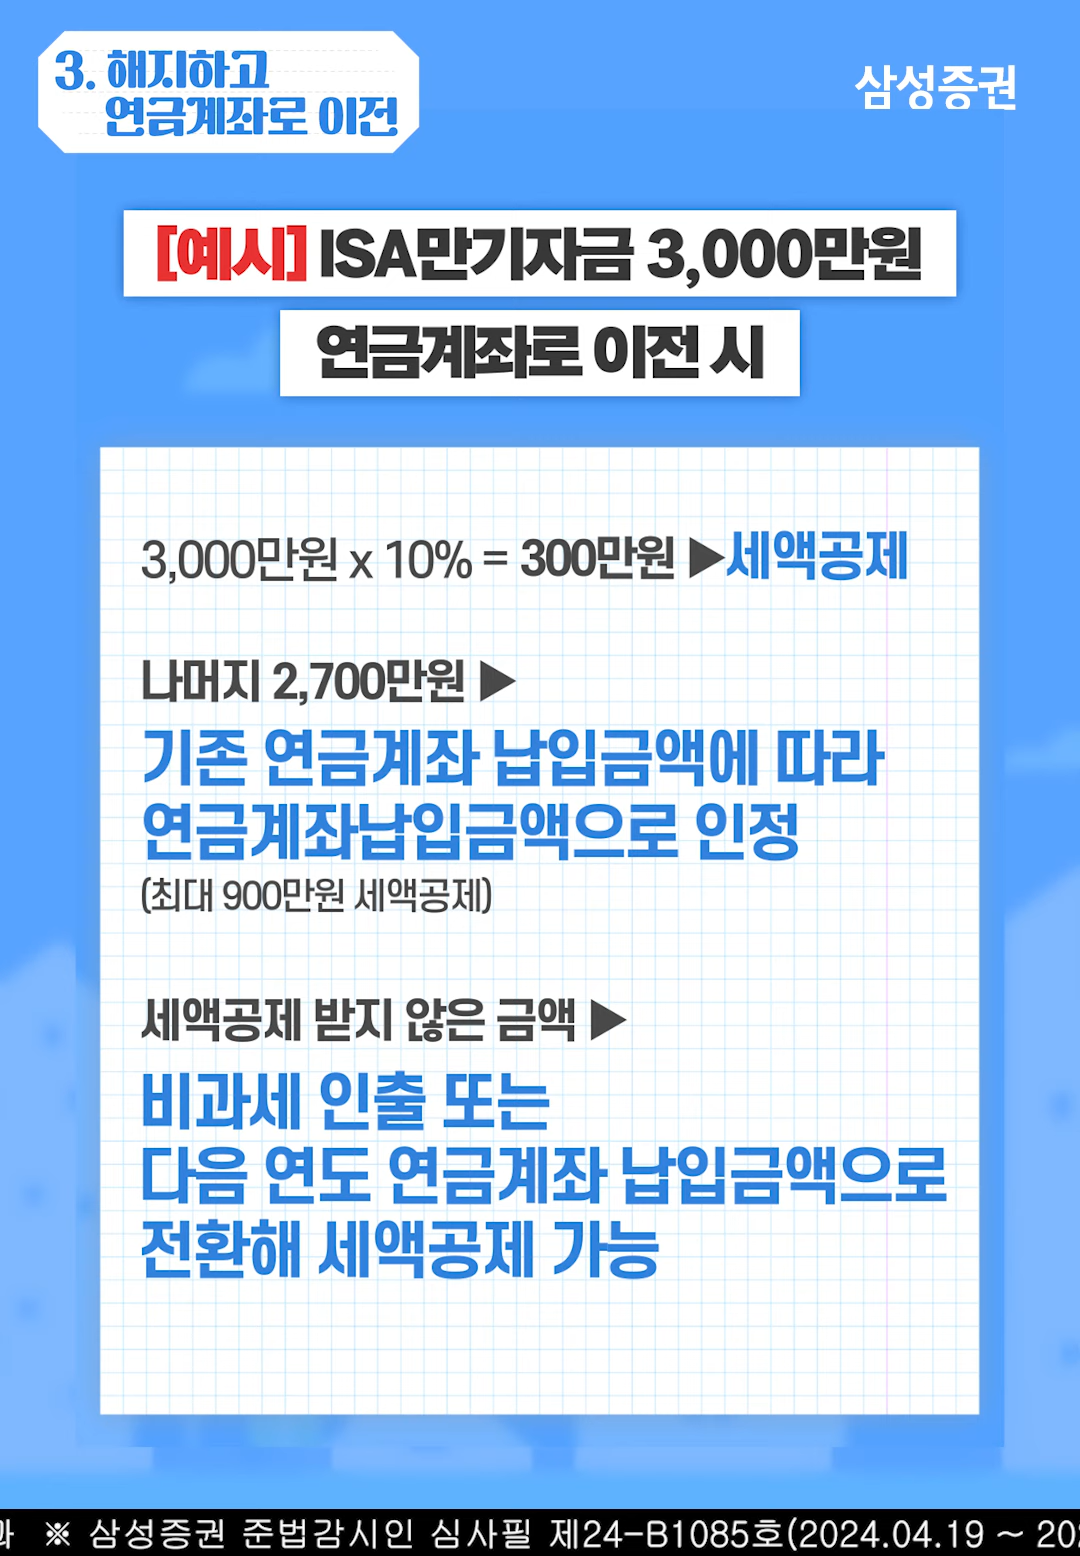 3. 해지하고
연금계좌로 이전
삼성증권
[예시] ISA만기자금 3,000만원
연금계좌로 이전 시
3,000만원 x 10% = 300만원 ▶세액공제
나머지 2,700만원 ▶
기존 연금계좌 납입금액에 따라
연금계좌납입금액으로 인정
(최대 900만원 세액공제)
세액공제 받지 않은 금액 ▶
비과세 인출 또는
다음 연도 연금계좌 납입금액으로
전환해 세액공제 가능
※ 삼성증권 준법감시인 심사필 제24-B1085호(2024.04.19 ~